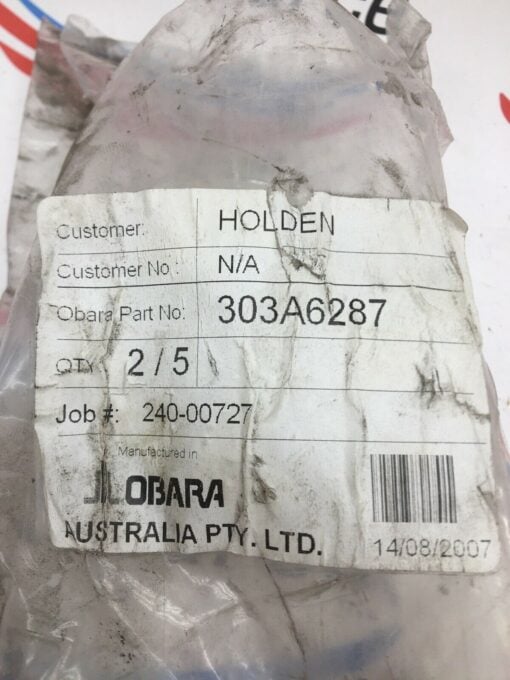 Customer: HOLDEN
Customer No : N/A
Obara Part No: 303A6287
QTY 2 / 5
Job #: 240-00727
Manufactured in
OBARA
AUSTRALIA PTY. LTD.
14/08/2007